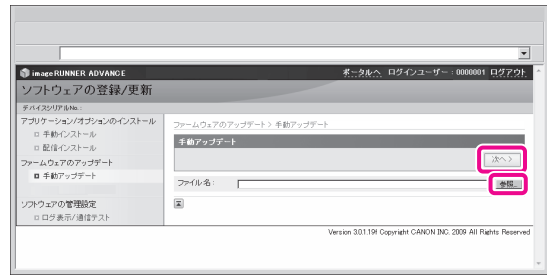 imageRUNNER ADVANCE
ポータルへ ログインユーザー : 0000001 ログアウト
ソフトウェアの登録/更新
デバイスシリアルNo. :
アプリケーション/オプションのインストール
手動インストール
配信インストール
ファームウェアのアップデート
手動アップデート
ソフトウェアの管理設定
ログ表示/通信テスト
ファームウェアのアップデート > 手動アップデート
手動アップデート
次へ >
ファイル名 :
参照...
Version 3.0.1.19f Copyright CANON INC. 2009 All Rights Reserved